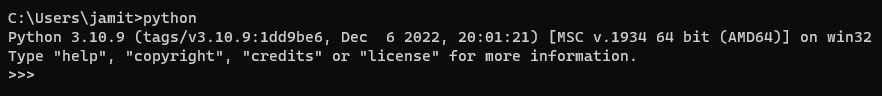 C:\Users\jamit>python
Python 3.10.9 (tags/v3.10.9:1dd9be6, Dec  6 2022, 20:01:21) [MSC v.1934 64 bit (AMD64)] on win32
Type "help", "copyright", "credits" or "license" for more information.
>>>